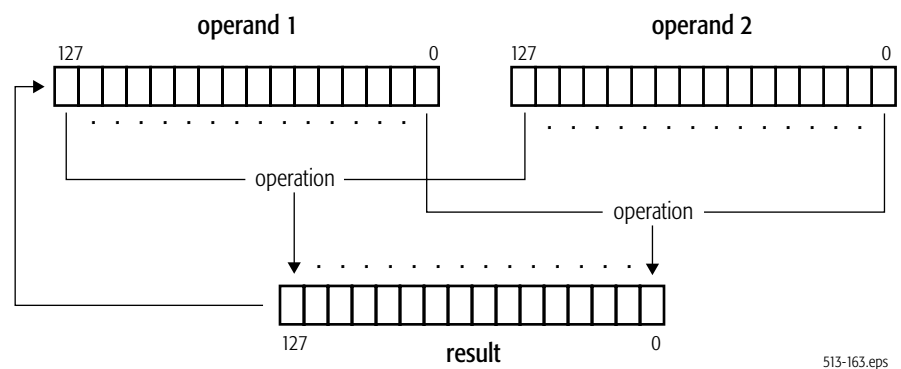 operand 1
operand 2
127
0
127
0
operation
operation
127
result
0
513-163.eps